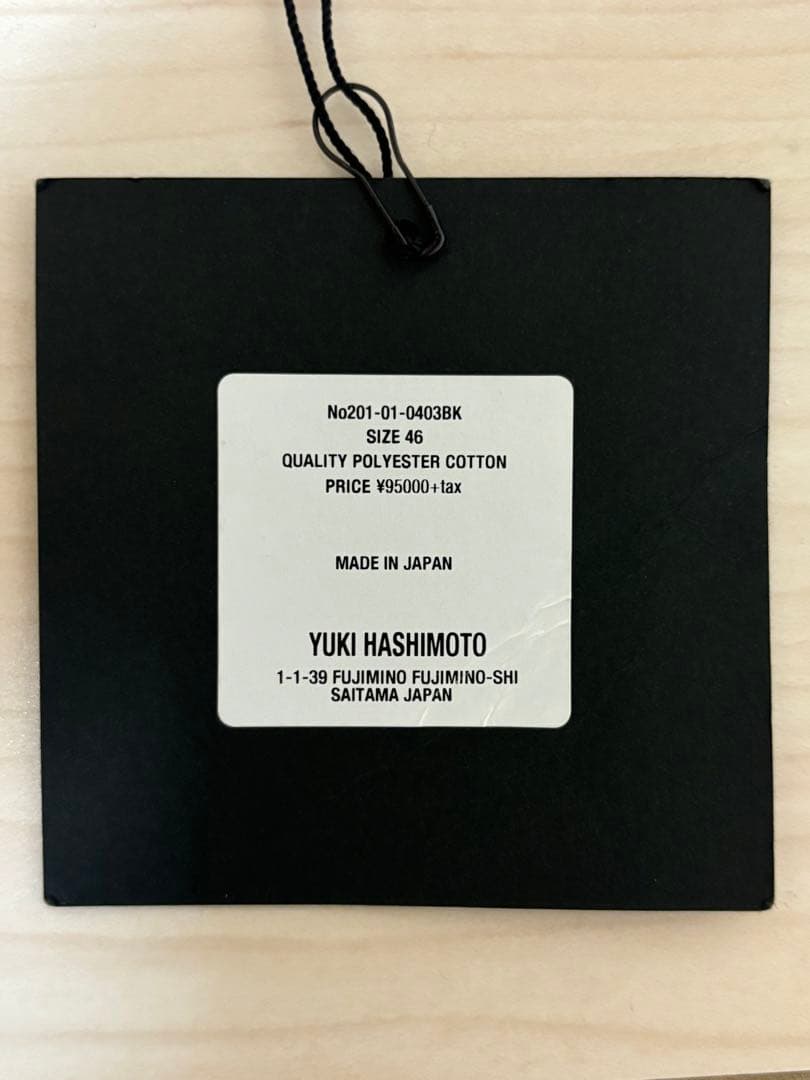 No201-01-0403BK
SIZE 46
QUALITY POLYESTER COTTON
PRICE ¥95000+tax
MADE IN JAPAN
YUKI HASHIMOTO
1-1-39 FUJIMINO FUJIMINO-SHI
SAITAMA JAPAN